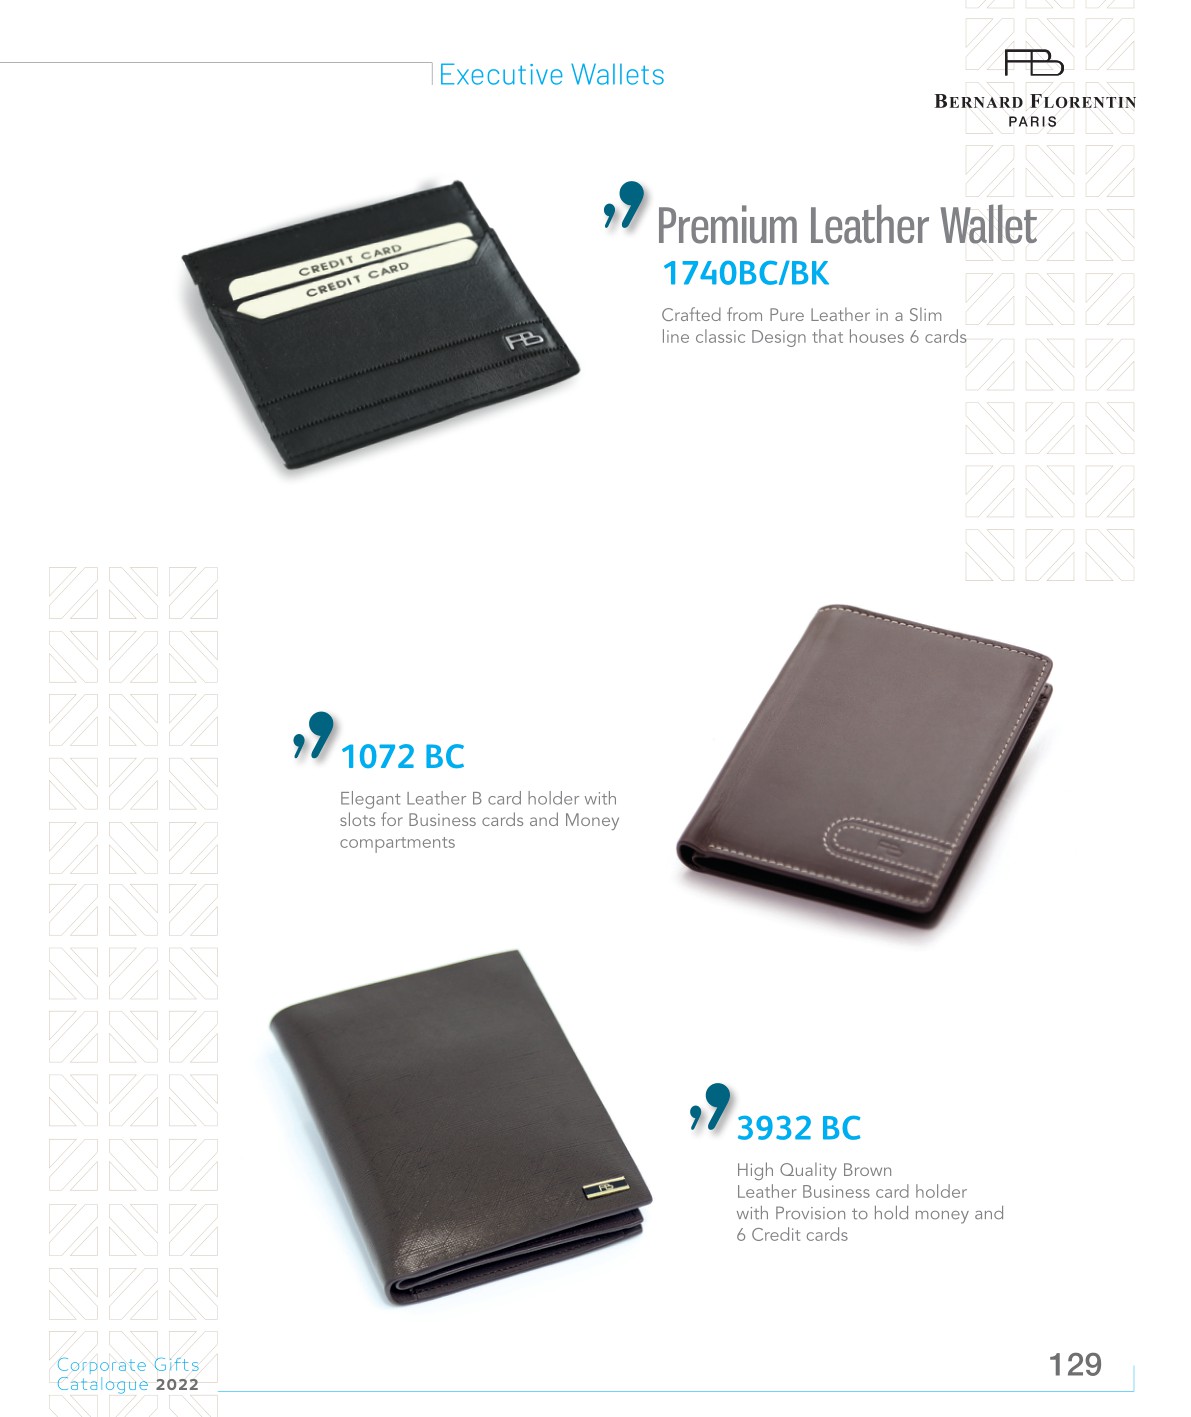 Executive Wallets
BERNARD FLORENTIN
PARIS
CREDIT CARD
CREDIT CARD
Premium Leather Wallet
1740BC/BK
Crafted from Pure Leather in a Slim
line classic Design that houses 6 cards
1072 BC
Elegant Leather B card holder with
slots for Business cards and Money
compartments
3932 BC
High Quality Brown
Leather Business card holder
with Provision to hold money and
6 Credit cards
Corporate Gifts
Catalogue 2022
129